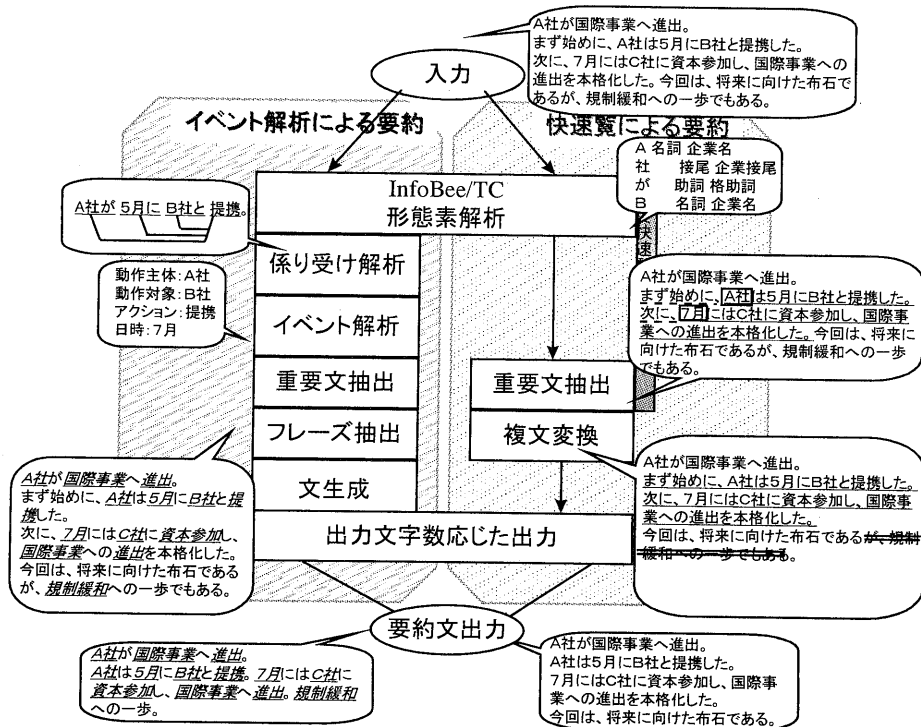 A社が国際事業へ進出。
まず始めに、A社は5月にB社と提携した。
次に、7月にはC社に資本参加し、国際事業への
進出を本格化した。今回は、将来に向けた布石で
あるが、規制緩和への一歩でもある。
入力
イベント解析による要約
快速覧による要約
A 名詞 企業名
社 接尾 企業接尾
が 助詞 格助詞
B 名詞 企業名
InfoBee/TC
形態素解析
快速
A社が 5月に B社と 提携。
係り受け解析
動作主体:A社
動作対象:B社
アクション:提携
日時:7月
イベント解析
A社が国際事業へ進出。
まず始めに、A社は5月にB社と提携した。
次に、7月にはC社に資本参加し、国際事
業への進出を本格化した。今回は、将来に
向けた布石であるが、規制緩和への一歩
でもある。
重要文抽出
重要文抽出
フレーズ抽出
複文変換
文生成
A社が国際事業へ進出。
まず始めに、A社は5月にB社と提
携した。
次に、7月にはC社に資本参加し、
国際事業への進出を本格化した。
今回は、将来に向けた布石である
が、規制緩和への一歩でもある。
A社が国際事業へ進出。
まず始めに、A社は5月にB社と提携した。
次に、7月にはC社に資本参加し、国際事
業への進出を本格化した。
今回は、将来に向けた布石であるが、規制
緩和への一歩でもある。
出力文字数応じた出力
要約文出力
A社が国際事業へ進出。
A社は5月にB社と提携。7月にはC社に
資本参加し、国際事業へ進出。規制緩和
への一歩。
A社が国際事業へ進出。
A社は5月にB社と提携した。
7月にはC社に資本参加し、国際事
業への進出を本格化した。
今回は、将来に向けた布石である。